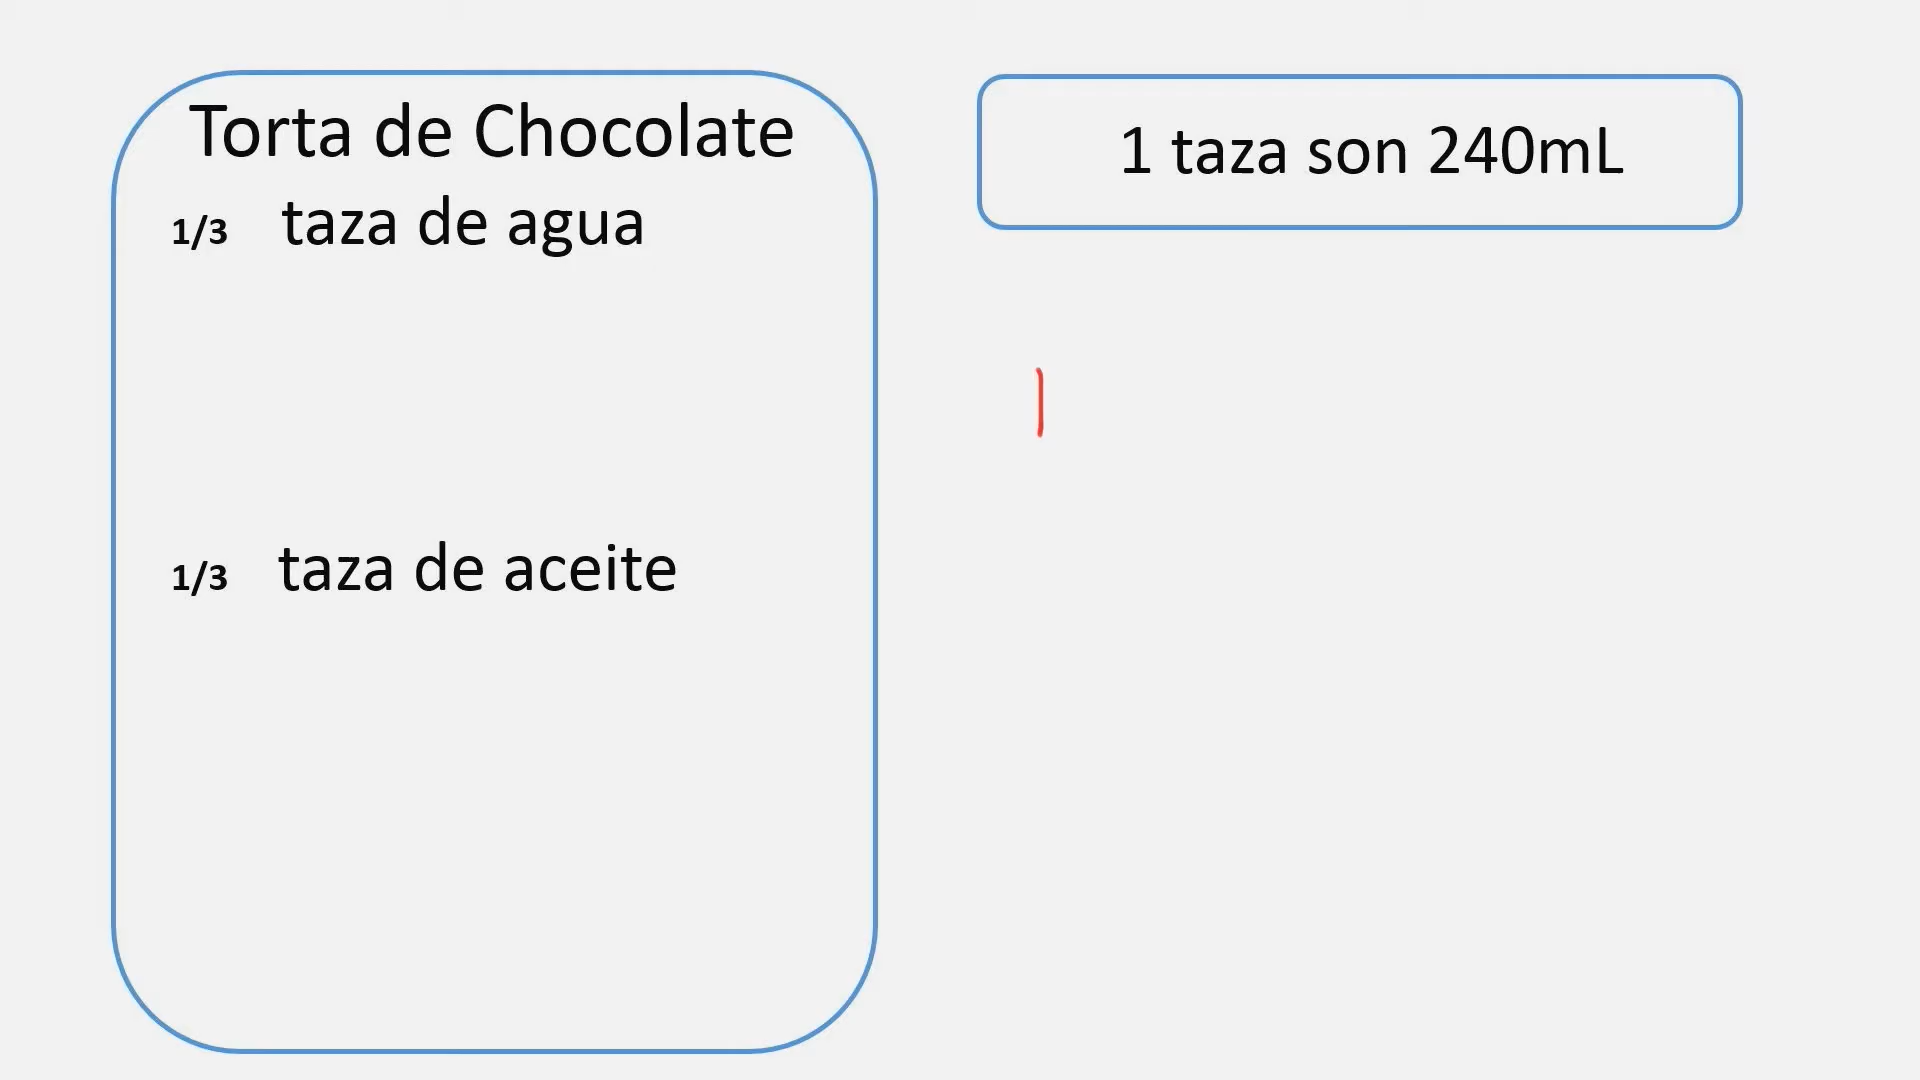 Torta de Chocolate
1/3 taza de agua
1/3 taza de aceite
1 taza son 240mL